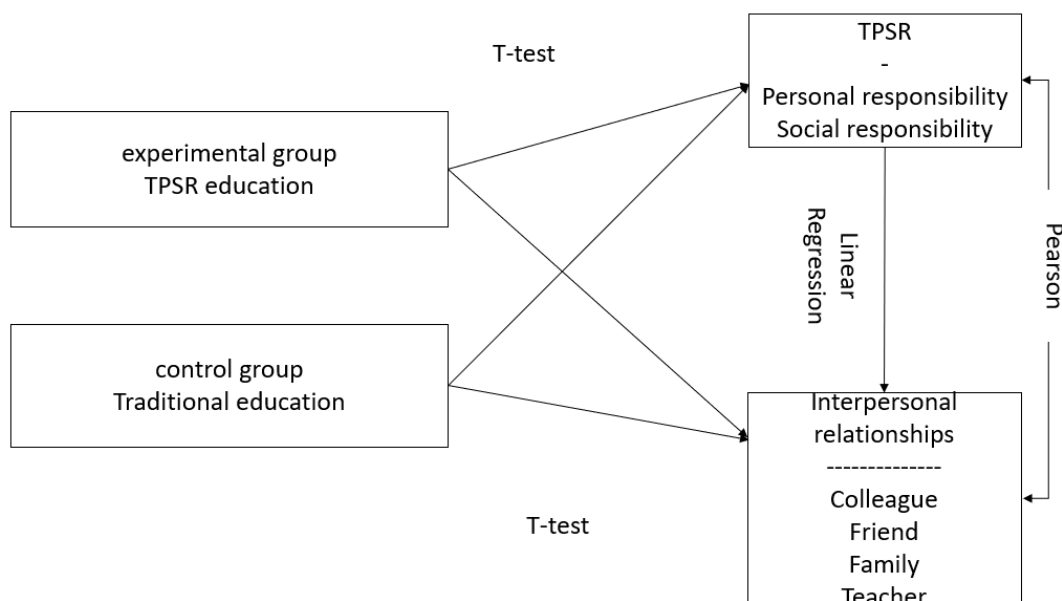 T-test
experimental group
TPSR education
control group
Traditional education
T-test
TPSR
-
Personal responsibility
Social responsibility
Linear
Regression
Pearson
Interpersonal
relationships
--------------
Colleague
Friend
Family
Teacher